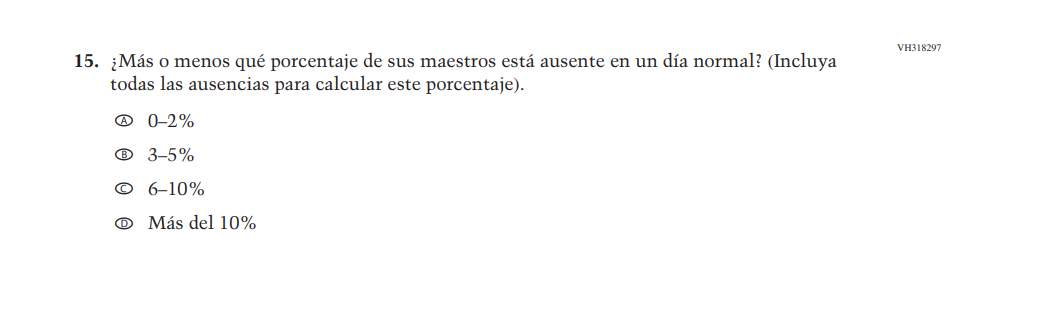 VH318297
15. ¿Más o menos qué porcentaje de sus maestros está ausente en un día normal? (Incluya
todas las ausencias para calcular este porcentaje).
Ⓐ 0–2%
Ⓑ 3–5%
Ⓒ 6–10%
Ⓓ Más del 10%